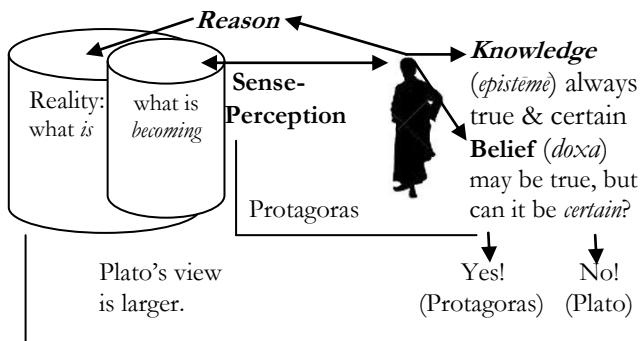 Reason
Reality:
what is
what is
becoming
Sense-
Perception
Knowledge
(epistēmē) always
true & certain
Belief (doxa)
may be true, but
can it be certain?
Protagoras
Plato’s view
is larger.
Yes!
(Protagoras)
No!
(Plato)